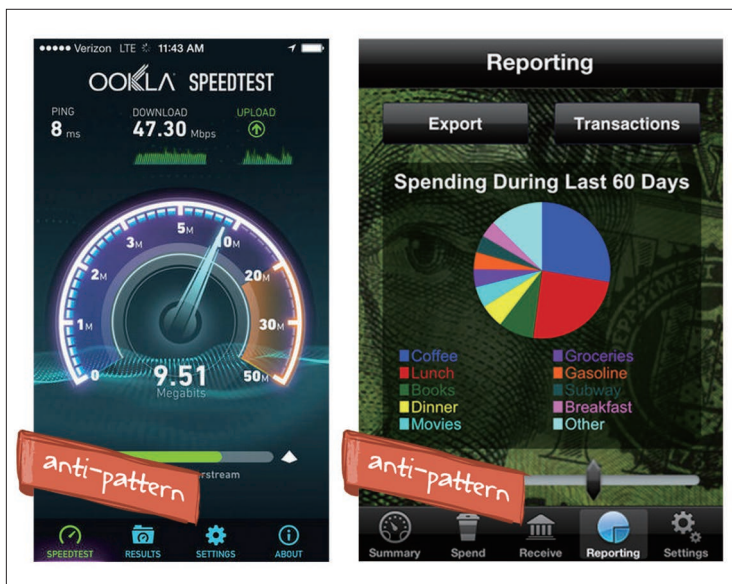 Verizon LTE 11:43 AM
OOKLA SPEEDTEST
PING
8 ms
DOWNLOAD
47.30 Mbps
UPLOAD
0
1M
2M
3M
5M
10M
20M
30M
50M
9.51
Megabits
erstream
anti-pattern
SPEEDTEST
RESULTS
SETTINGS
ABOUT
Reporting
Export
Transactions
Spending During Last 60 Days
Coffee
Lunch
Books
Dinner
Movies
Groceries
Gasoline
Subway
Breakfast
Other
anti-pattern
Summary
Spend
Receive
Reporting
Settings